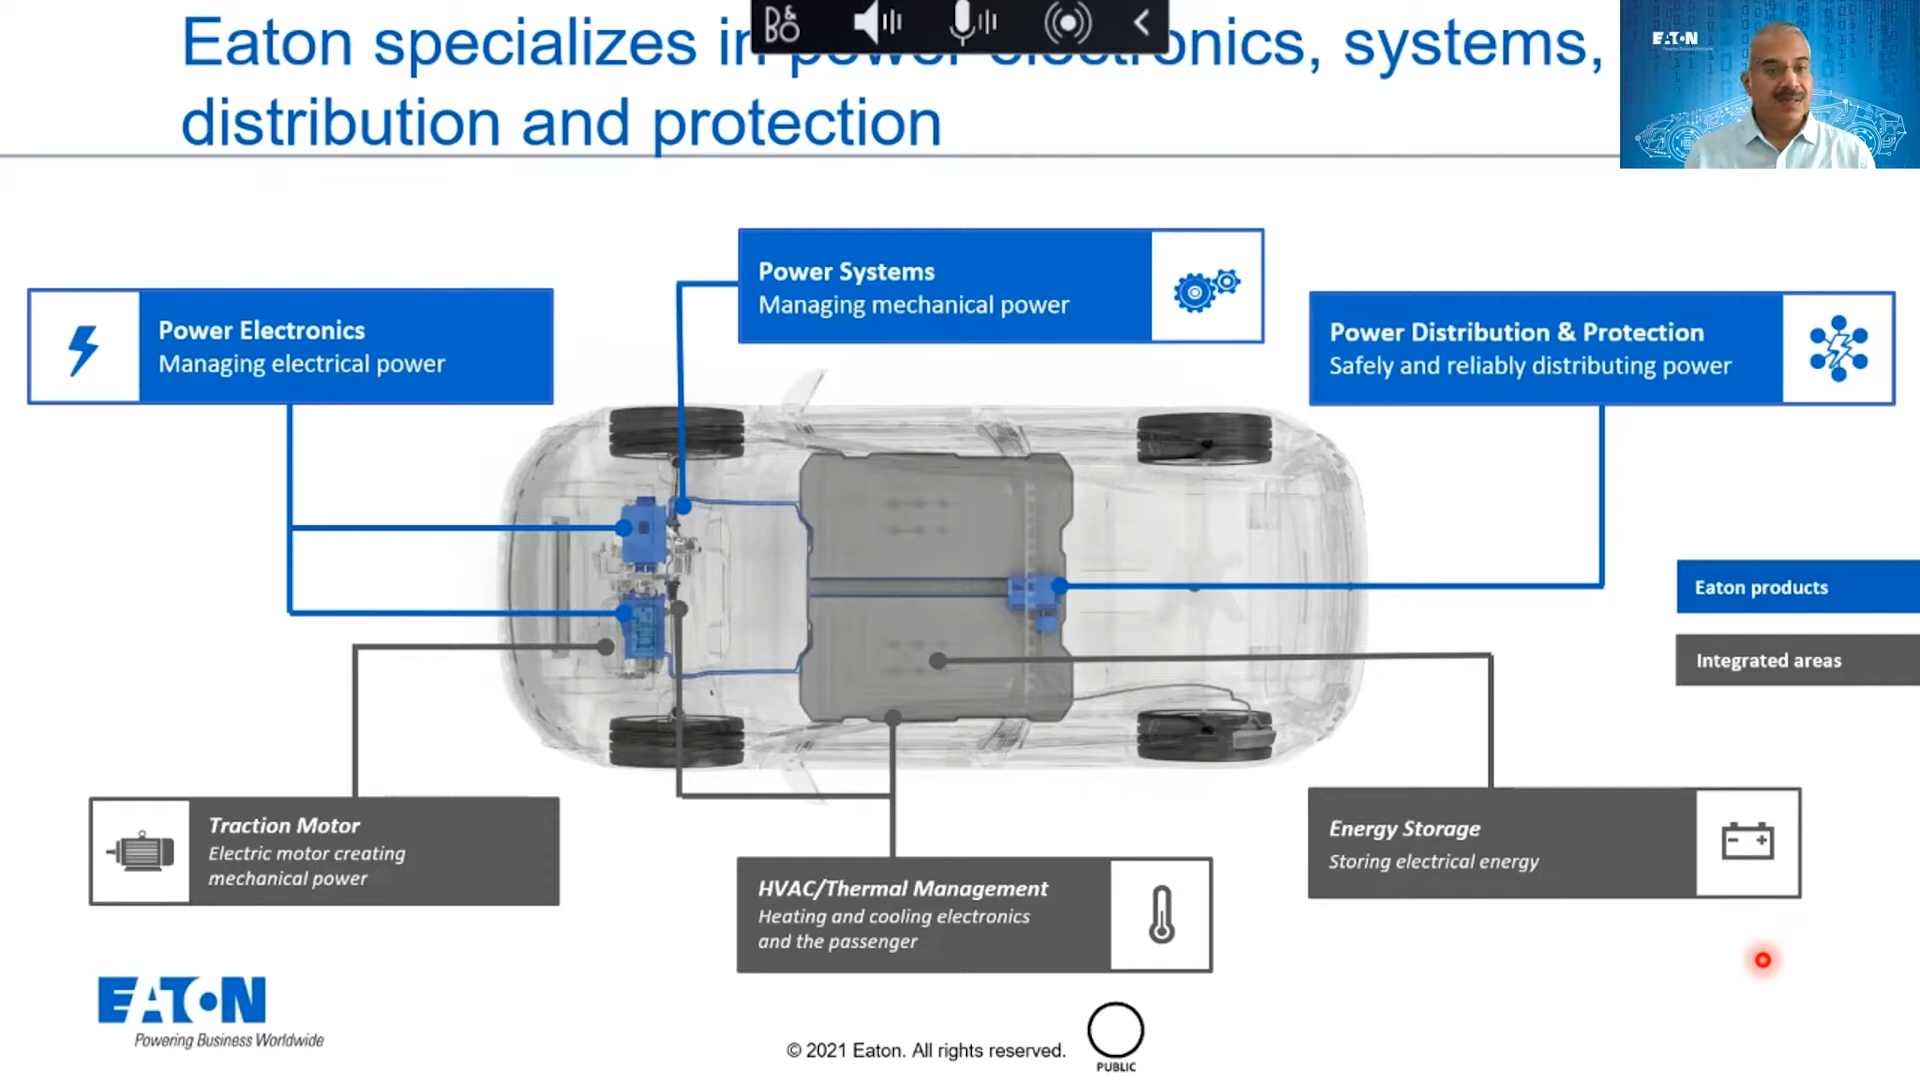 Eaton specializes in power electronics, systems,
distribution and protection
B&O
EATON
Power Systems
Managing mechanical power
Power Electronics
Managing electrical power
Power Distribution & Protection
Safely and reliably distributing power
Eaton products
Integrated areas
Traction Motor
Electric motor creating
mechanical power
HVAC/Thermal Management
Heating and cooling electronics
and the passenger
Energy Storage
Storing electrical energy
EATON
Powering Business Worldwide
© 2021 Eaton. All rights reserved.
PUBLIC